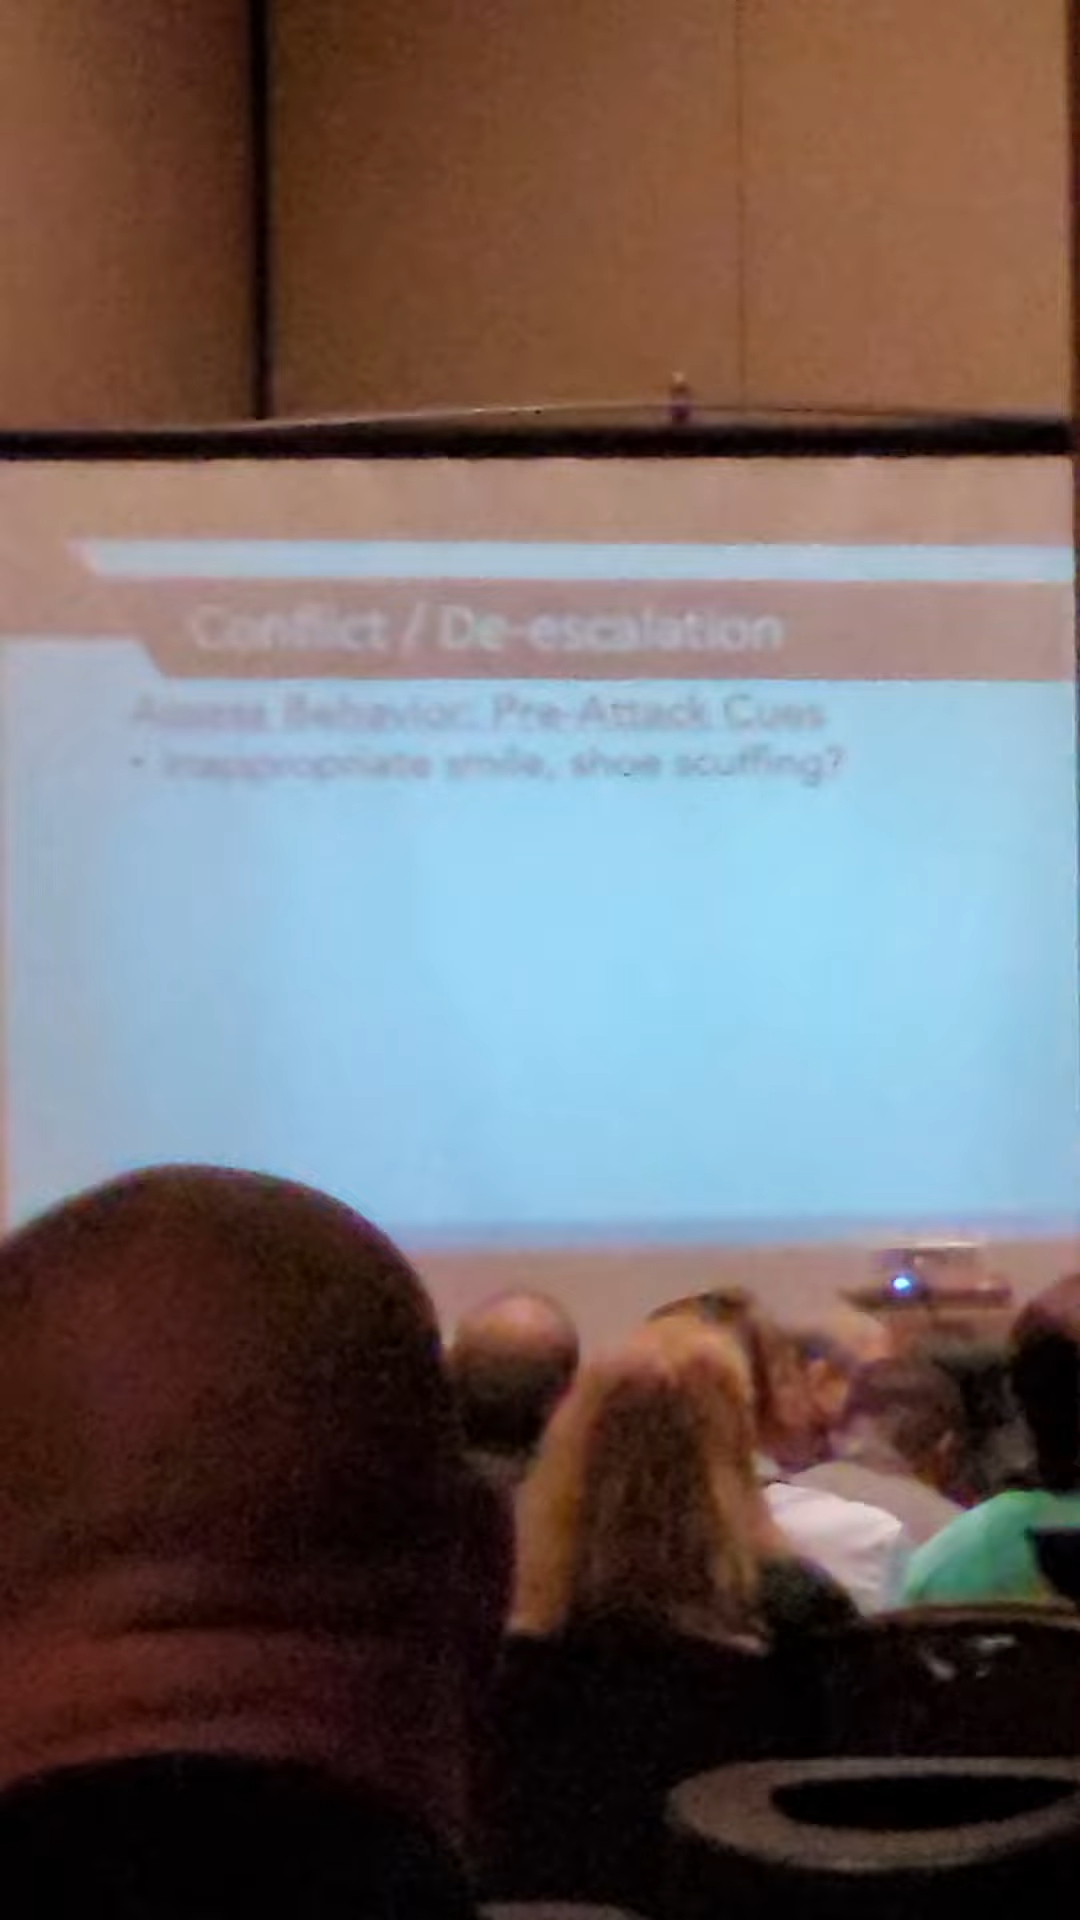 Conflict / De-escalation
Assess Behavior: Pre-Attack Cues
• Inappropriate smile, shoe scuffing?